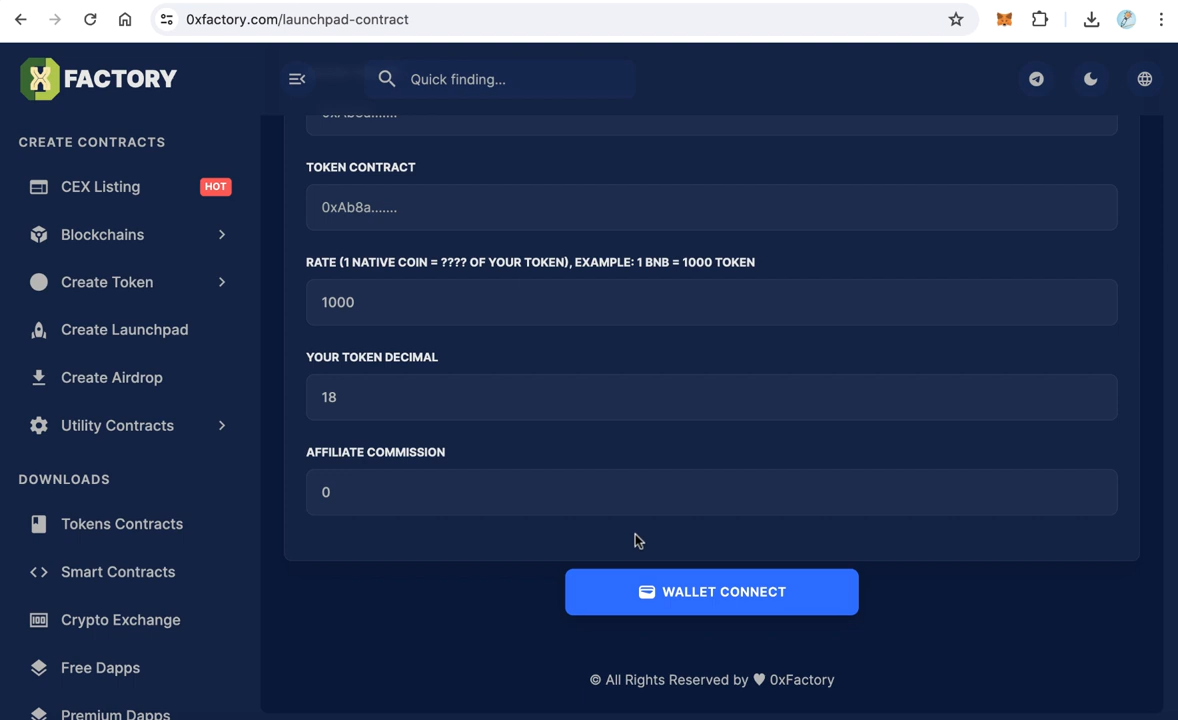 0xfactory.com/launchpad-contract
FACTORY
Quick finding...
CREATE CONTRACTS
CEX Listing
HOT
Blockchains
Create Token
Create Launchpad
Create Airdrop
Utility Contracts
DOWNLOADS
Tokens Contracts
Smart Contracts
Crypto Exchange
Free Dapps
Premium Dapps
TOKEN CONTRACT
0xAb8a.......
RATE (1 NATIVE COIN = ???? OF YOUR TOKEN), EXAMPLE: 1 BNB = 1000 TOKEN
1000
YOUR TOKEN DECIMAL
18
AFFILIATE COMMISSION
0
WALLET CONNECT
© All Rights Reserved by ♥ 0xFactory